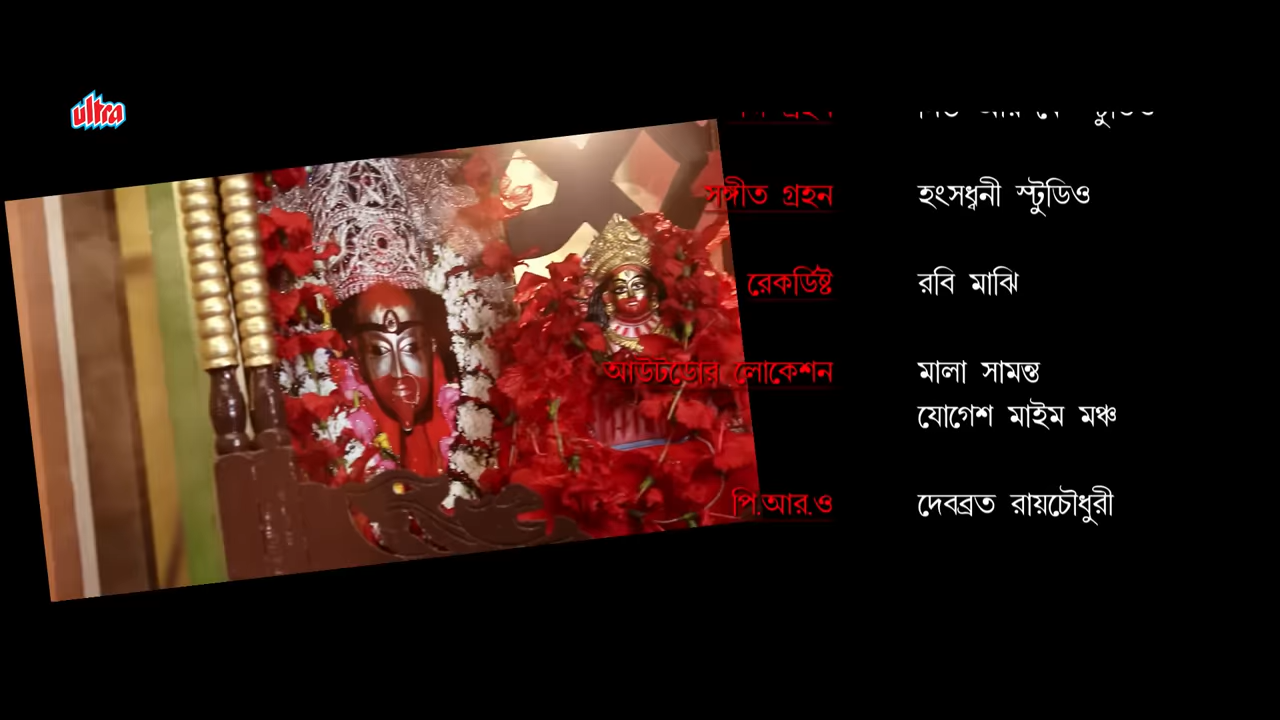 ultra
সঙ্গীত গ্রহন হংসধ্বনী স্টুডিও
রেকর্ডিষ্ট রবি মাঝি
আউটডোর লোকেশন মালা সামন্ত
যোগেশ মাইম মঞ্চ
পি.আর.ও দেবব্রত রায়চৌধুরী